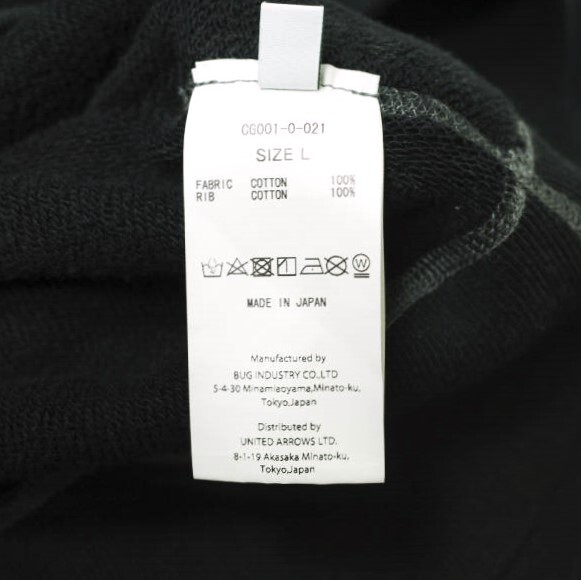 CG001-0-021
SIZE L
FABRIC COTTON 100%
RIB COTTON 100%
W
MADE IN JAPAN
Manufactured by
BUG INDUSTRY CO.,LTD
5-4-30 Minamiaoyama,Minato-ku,
Tokyo,Japan
Distributed by
UNITED ARROWS LTD.
8-1-19 Akasaka Minato-ku,
Tokyo,Japan